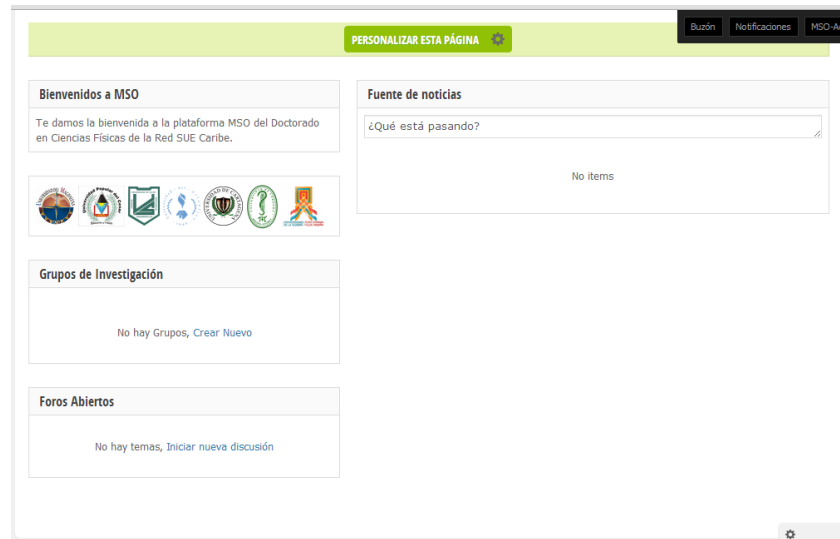 Buzón Notificaciones MSO-A
PERSONALIZAR ESTA PÁGINA
Bienvenidos a MSO
Te damos la bienvenida a la plataforma MSO del Doctorado
en Ciencias Físicas de la Red SUE Caribe.
Grupos de Investigación
No hay Grupos, Crear Nuevo
Foros Abiertos
No hay temas, Iniciar nueva discusión
Fuente de noticias
¿Qué está pasando?
No items